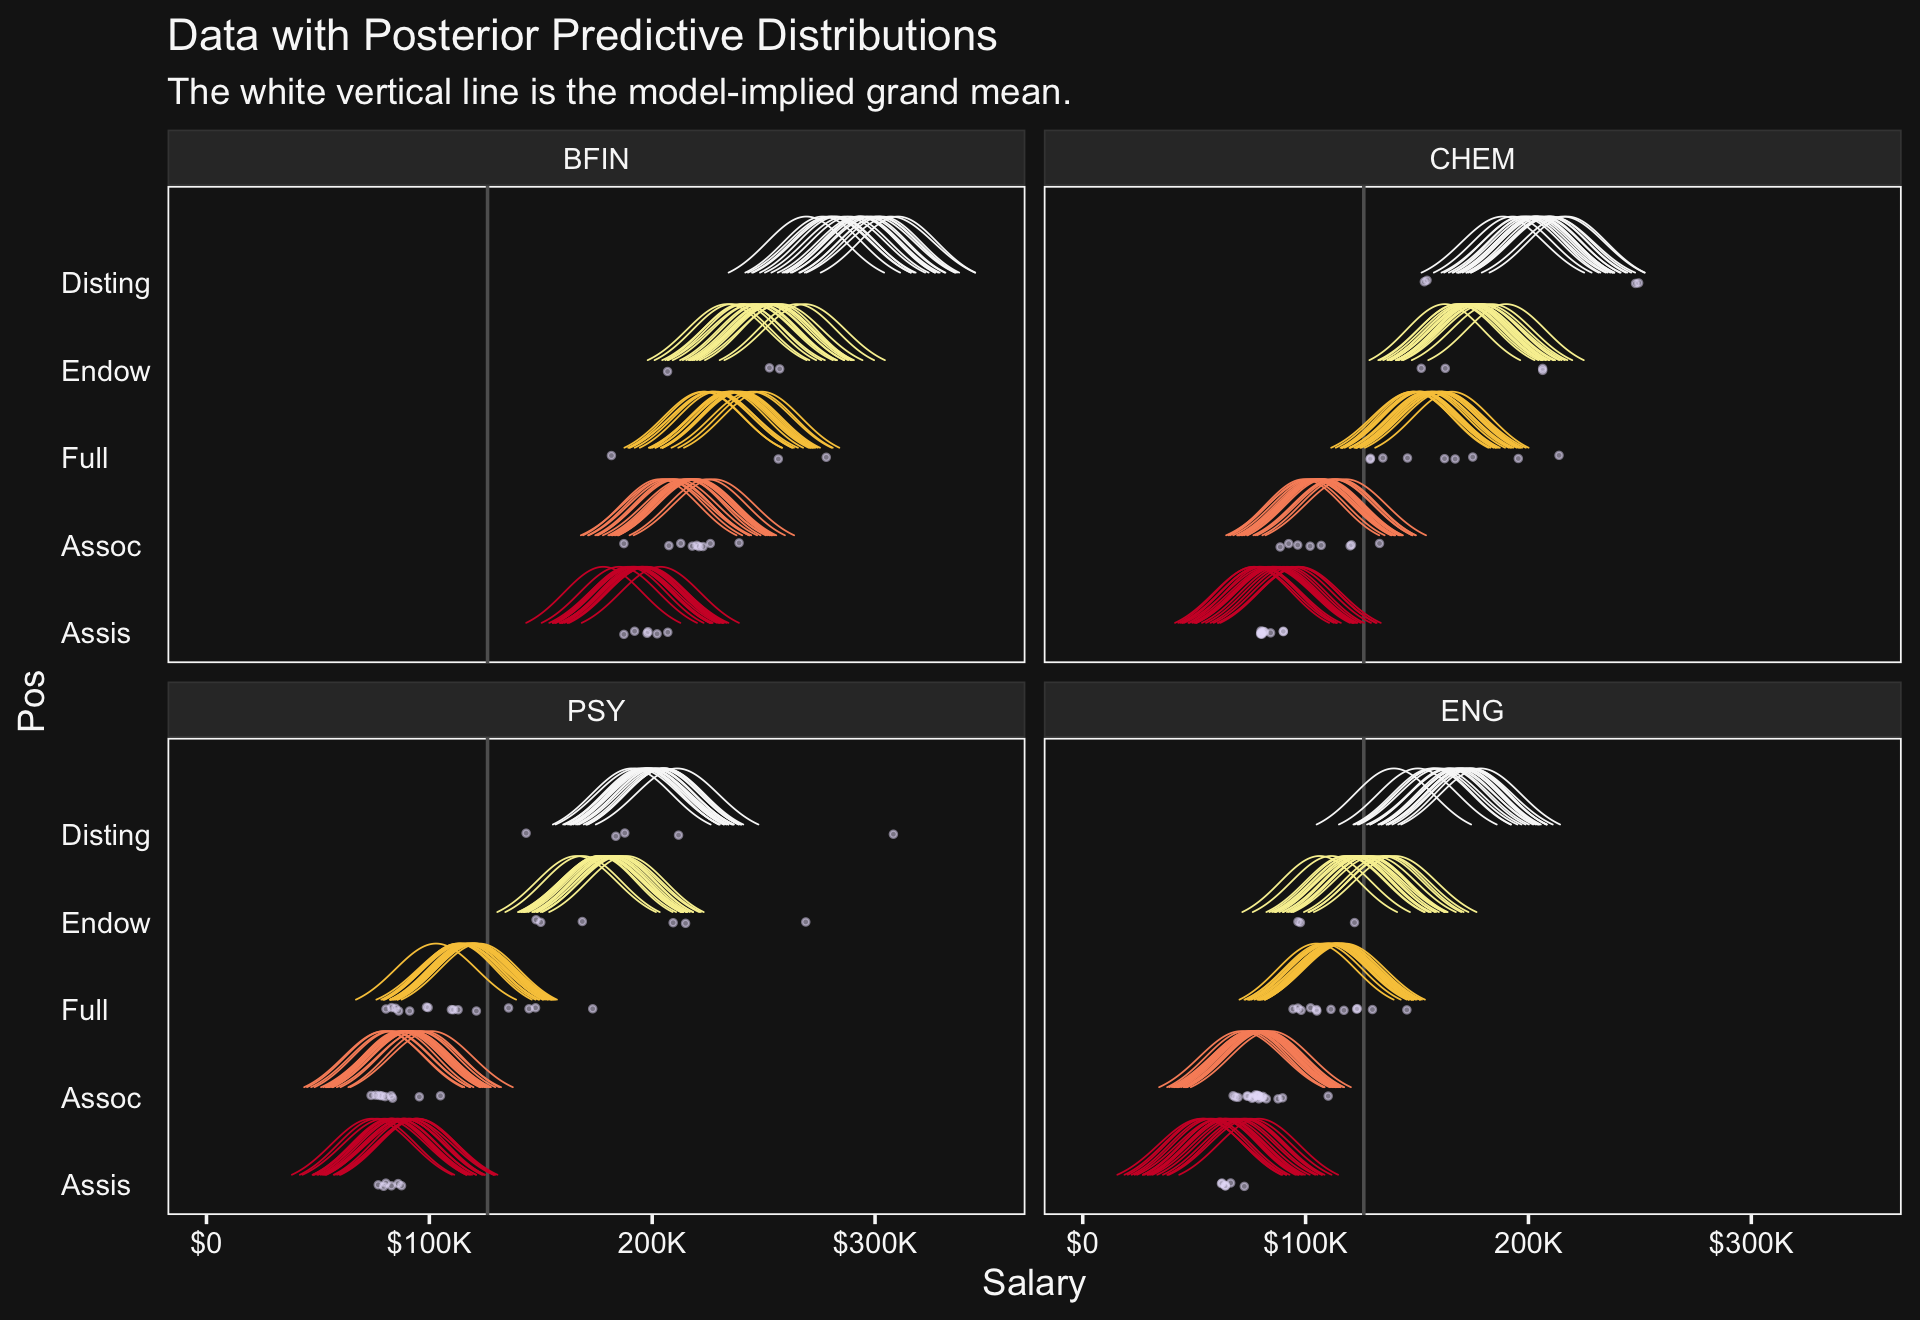 Data with Posterior Predictive Distributions
The white vertical line is the model-implied grand mean.
BFIN
CHEM
Disting
Endow
Full
Assoc
Assis
Pos
PSY
ENG
Disting
Endow
Full
Assoc
Assis
$0 $100K 200K $300K
$0 $100K 200K $300K
Salary